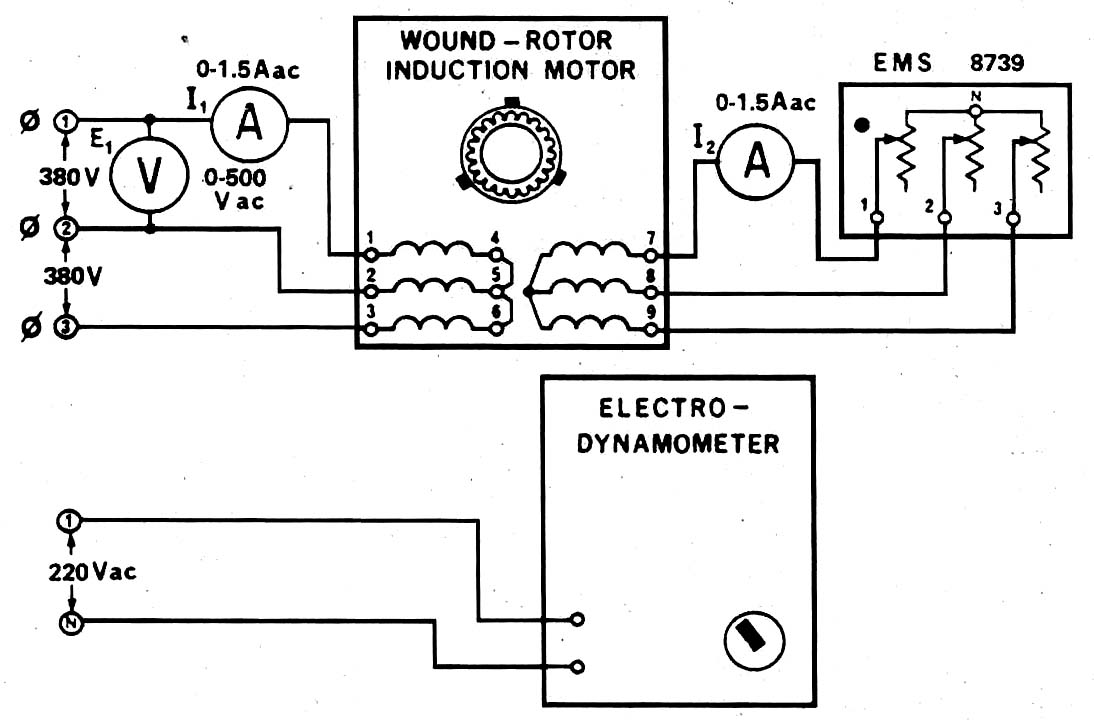 WOUND – ROTOR
INDUCTION MOTOR
EMS 8739
0-1.5Aac
I1
A
0-1.5Aac
I2
A
N
Ø 1
E1
V
380V
0-500
Vac
Ø 2
380V
Ø 3
1 4 7
2 5 8
3 6 9
1 2 3
ELECTRO –
DYNAMOMETER
1
220Vac
N